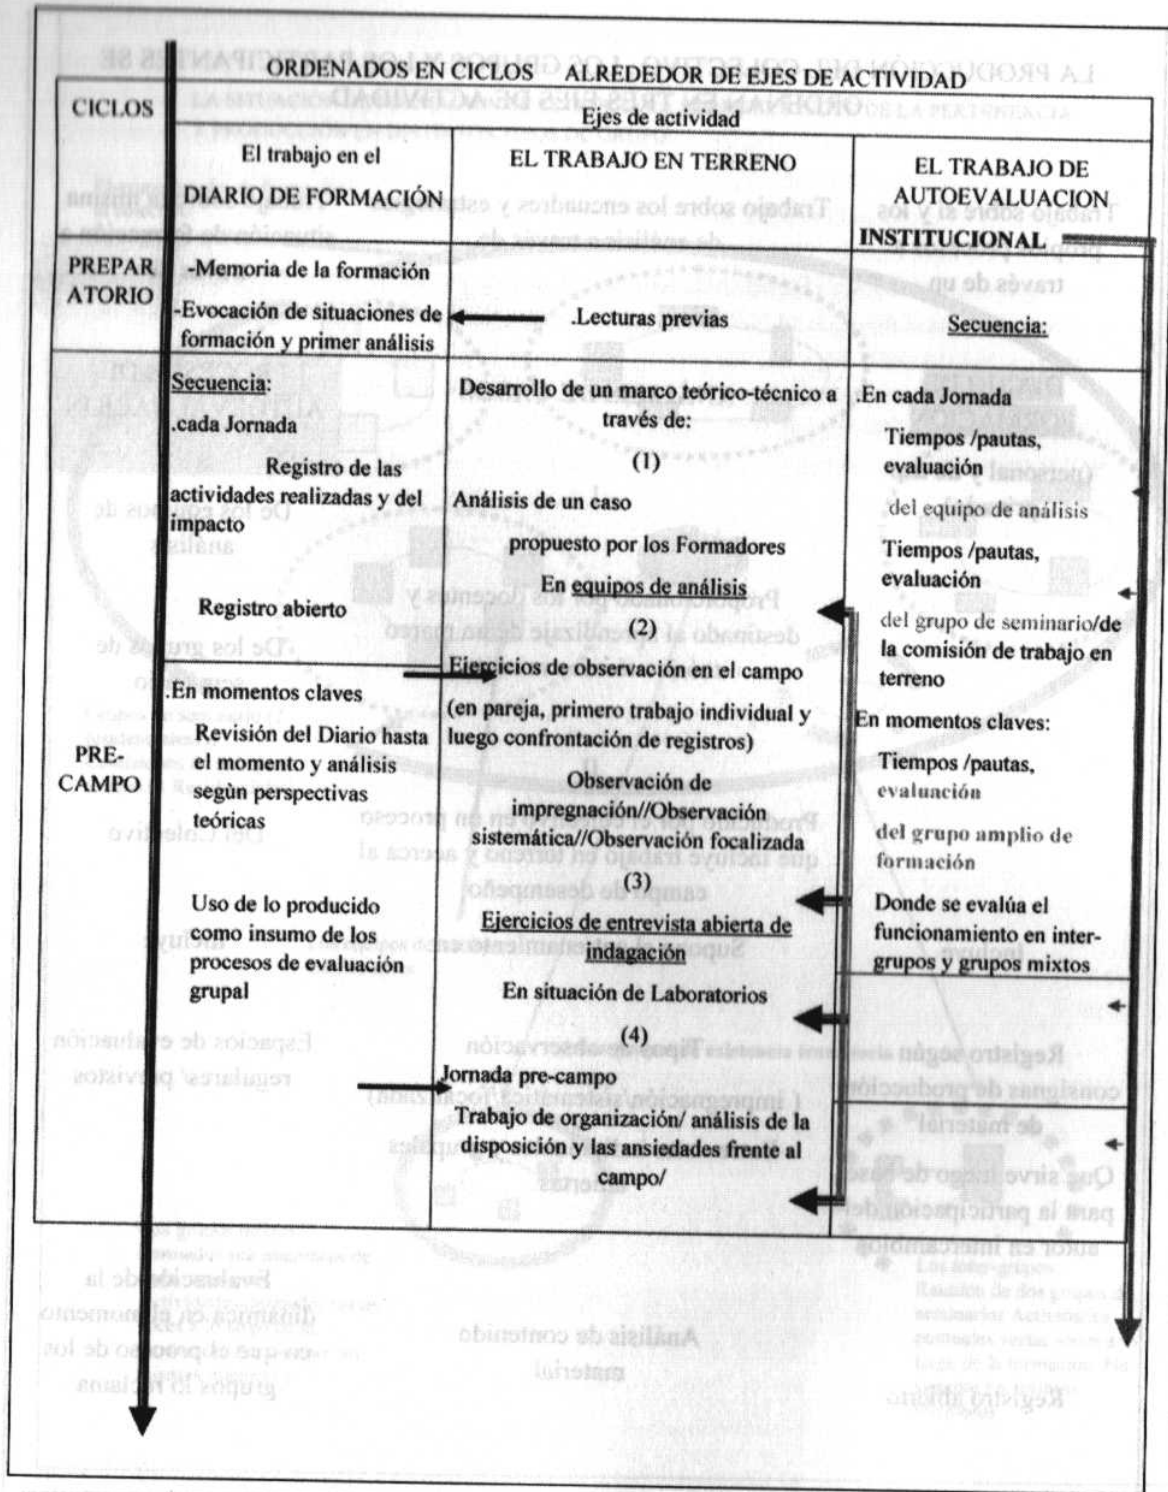 ORDENADOS EN CICLOS ALREDEDOR DE EJES DE ACTIVIDAD
CICLOS
Ejes de actividad
El trabajo en el
DIARIO DE FORMACIÓN
EL TRABAJO EN TERRENO
EL TRABAJO DE
AUTOEVALUACION
INSTITUCIONAL
PREPAR
ATORIO
-Memoria de la formación
-Evocación de situaciones de
formación y primer análisis
.Lecturas previas
Secuencia:
PRE-
CAMPO
Secuencia:
.cada Jornada
Registro de las
actividades realizadas y del
impacto
Registro abierto
.En momentos claves
Revisión del Diario hasta
el momento y análisis
segùn perspectivas
teóricas
Uso de lo producido
como insumo de los
procesos de evaluación
grupal
Desarrollo de un marco teórico-técnico a
través de:
(1)
Análisis de un caso
propuesto por los Formadores
En equipos de análisis
(2)
Ejercicios de observación en el campo
(en pareja, primero trabajo individual y
luego confrontación de registros)
Observación de
impregnación//Observación
sistemática//Observación focalizada
(3)
Ejercicios de entrevista abierta de
indagación
En situación de Laboratorios
(4)
Jornada pre-campo
Trabajo de organización/ análisis de la
disposición y las ansiedades frente al
campo/
.En cada Jornada
Tiempos /pautas,
evaluación
del equipo de análisis
Tiempos /pautas,
evaluación
del grupo de seminario/de
la comisión de trabajo en
terreno
En momentos claves:
Tiempos /pautas,
evaluación
del grupo amplio de
formación
Donde se evalúa el
funcionamiento en inter-
grupos y grupos mixtos